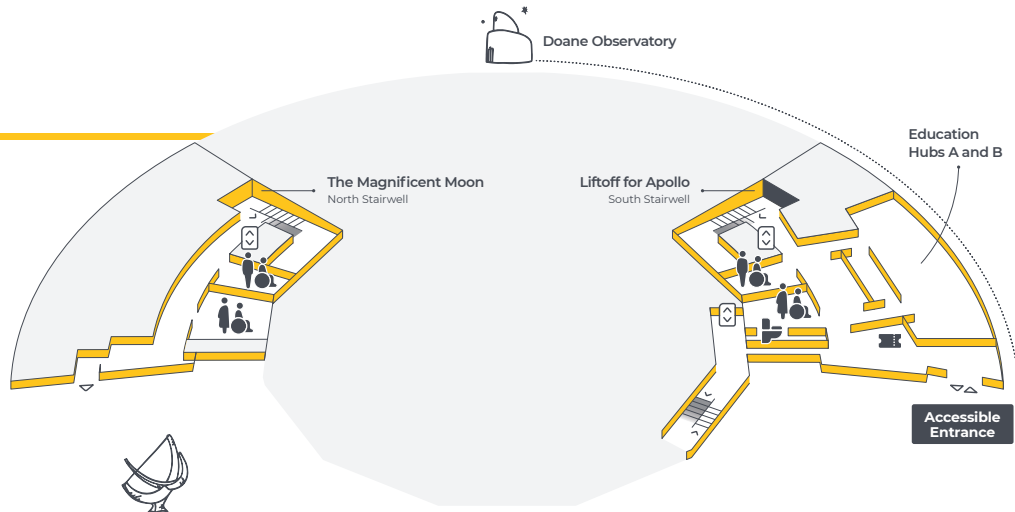 Doane Observatory
Education
Hubs A and B
The Magnificent Moon
North Stairwell
Liftoff for Apollo
South Stairwell
Accessible
Entrance